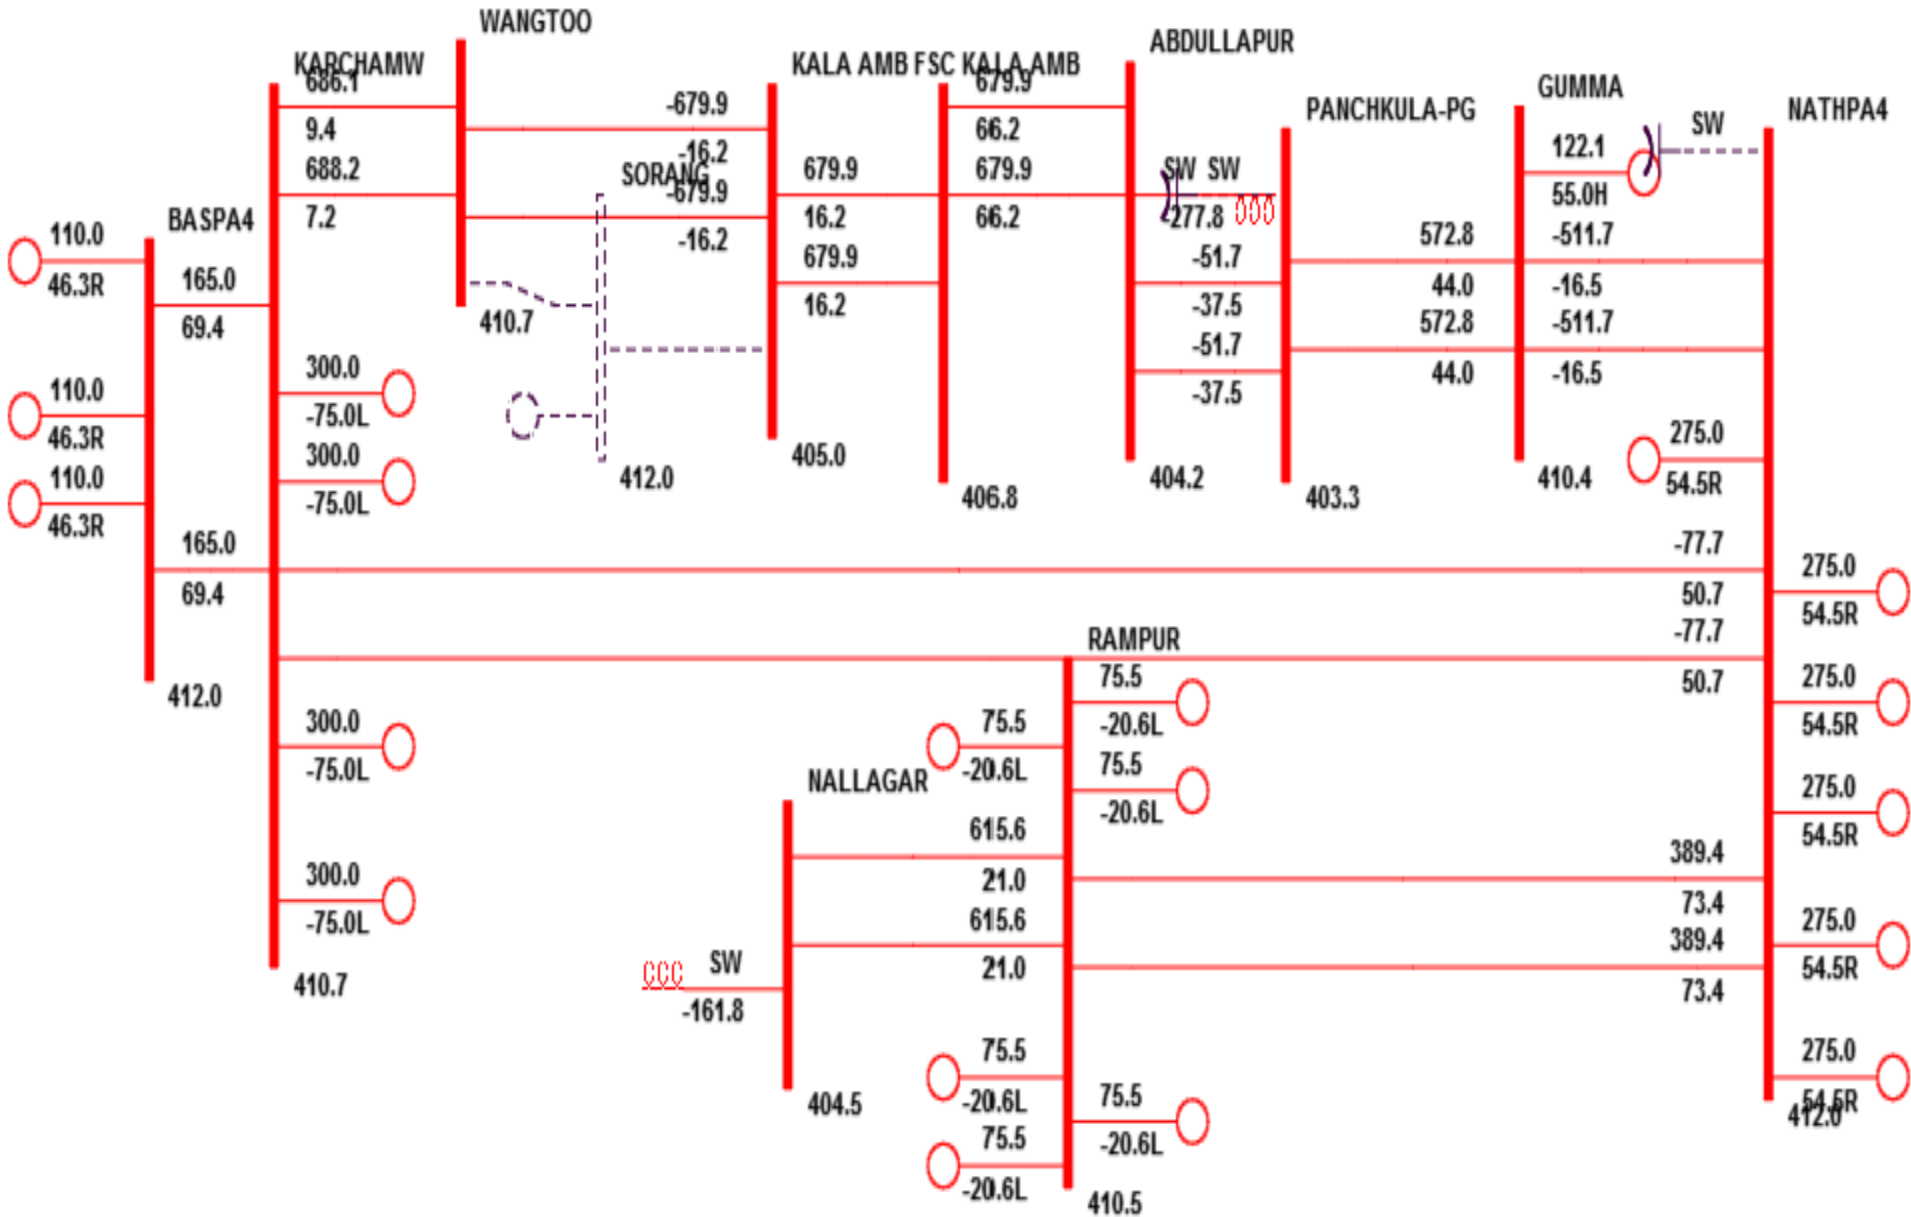 WANGTOO
ABDULLAPUR
KARCHAMW
KALA AMB FSC KALA AMB
GUMMA
PANCHKULA-PG
NATHPA4
686.1
9.4
688.2
7.2
-679.9
-16.2
-679.9
-16.2
SORANG
679.9
16.2
679.9
16.2
679.9
66.2
679.9
66.2
SW SW
-277.8
-51.7
-37.5
-51.7
-37.5
572.8
44.0
572.8
44.0
122.1
55.0H
-511.7
-16.5
-511.7
-16.5
SW
BASPA4
110.0
46.3R
110.0
46.3R
110.0
46.3R
165.0
69.4
165.0
69.4
412.0
300.0
-75.0L
300.0
-75.0L
300.0
-75.0L
300.0
-75.0L
410.7
410.7
412.0
405.0
406.8
404.2
403.3
410.4
275.0
54.5R
-77.7
50.7
-77.7
50.7
275.0
54.5R
275.0
54.5R
275.0
54.5R
275.0
54.5R
275.0
54.5R
412.0
RAMPUR
75.5
-20.6L
75.5
-20.6L
75.5
-20.6L
NALLAGAR
615.6
21.0
615.6
21.0
389.4
73.4
389.4
73.4
SW
-161.8
404.5
75.5
-20.6L
75.5
-20.6L
75.5
-20.6L
410.5